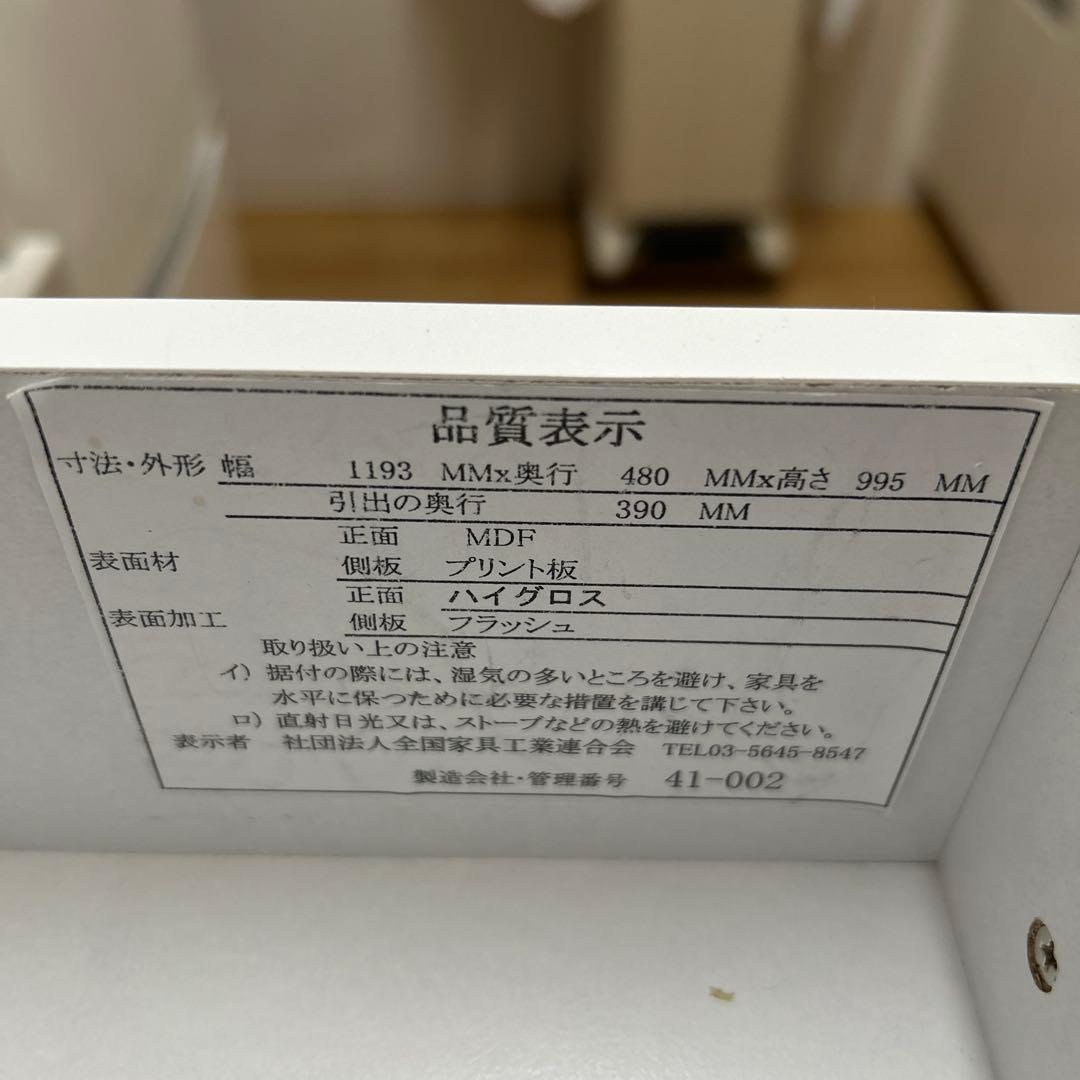 品質表示
寸法・外形 幅 1193 MMx奥行 480 MMx高さ 995 MM
引出の奥行 390 MM
表面材 正面 MDF
側板 プリント板
表面加工 正面 ハイグロス
側板 フラッシュ
取り扱い上の注意
イ) 据付の際には、湿気の多いところを避け、家具を
水平に保つために必要な措置を講じて下さい。
ロ) 直射日光又は、ストーブなどの熱を避けてください。
表示者 社団法人全国家具工業連合会 TEL03-5645-8547
製造会社・管理番号 41-002